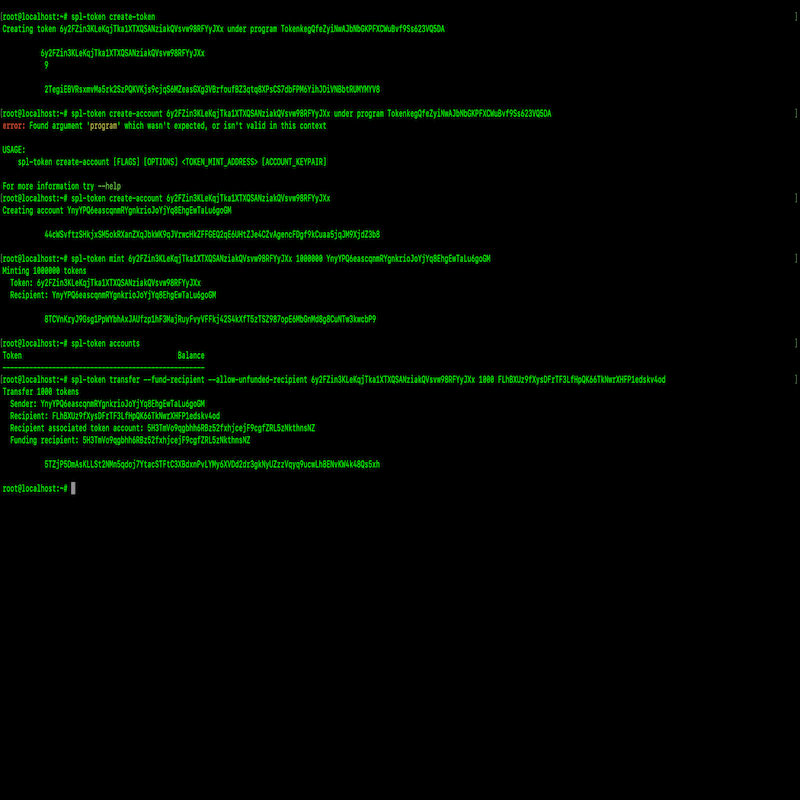 [root@localhost:~# spl-token create-token ]
Creating token 6y2FZin3KLeKqjTka1XTXQSANziakQVsvw98RFYyJXx under program TokenkegQfeZyiNwAJbNbGKPFXCWuBvf9Ss623VQ5DA
6y2FZin3KLeKqjTka1XTXQSANziakQVsvw98RFYyJXx
9
2TegiEBVRsxmvMa5rk2SzPQKVKjs9cjqS6MZeasGXg3VBrfoufBZ3qtq8XPsCS7dbFPM6YihJDiVNBbtRUMYMYV8
[root@localhost:~# spl-token create-account 6y2FZin3KLeKqjTka1XTXQSANziakQVsvw98RFYyJXx under program TokenkegQfeZyiNwAJbNbGKPFXCWuBvf9Ss623VQ5DA ]
error: Found argument 'program' which wasn't expected, or isn't valid in this context
USAGE:
spl-token create-account [FLAGS] [OPTIONS] <TOKEN_MINT_ADDRESS> [ACCOUNT_KEYPAIR]
For more information try --help
[root@localhost:~# spl-token create-account 6y2FZin3KLeKqjTka1XTXQSANziakQVsvw98RFYyJXx ]
Creating account YnyYPQ6eascqnmRYgnkrioJoYjYq8EhgEwTaLu6goGM
44cWSvftzSHkjxSM5okRXanZXqJbkWK9qJVrwcHkZFFGEQ2qE6UHtZJe4CZvAgencFDgf9kCuaa5jqJM9XjdZ3b8
[root@localhost:~# spl-token mint 6y2FZin3KLeKqjTka1XTXQSANziakQVsvw98RFYyJXx 1000000 YnyYPQ6eascqnmRYgnkrioJoYjYq8EhgEwTaLu6goGM ]
Minting 1000000 tokens
Token: 6y2FZin3KLeKqjTka1XTXQSANziakQVsvw98RFYyJXx
Recipient: YnyYPQ6eascqnmRYgnkrioJoYjYq8EhgEwTaLu6goGM
8TCVnKryJ9Gsg1PpWYbhAxJAUfzp1hF3MajRuyFvyVFFkj42S4kXfT5zTSZ987opE6MbGnMd8g8CuNTw3kwcbP9
[root@localhost:~# spl-token accounts ]
Token Balance
[root@localhost:~# spl-token transfer --fund-recipient --allow-unfunded-recipient 6y2FZin3KLeKqjTka1XTXQSANziakQVsvw98RFYyJXx 1000 FLhBXUz9fXysDFrTF3LfHpQK66TkNwrXHFP1edskv4od ]
Transfer 1000 tokens
Sender: YnyYPQ6eascqnmRYgnkrioJoYjYq8EhgEwTaLu6goGM
Recipient: FLhBXUz9fXysDFrTF3LfHpQK66TkNwrXHFP1edskv4od
Recipient associated token account: 5H3TmVo9qgbhh6RBz52fxhjcejF9cgfZRL5zNkthnsNZ
Funding recipient: 5H3TmVo9qgbhh6RBz52fxhjcejF9cgfZRL5zNkthnsNZ
5TZjP5DmAsKLLSt2NMn5qdoj7YtacSTFtC3XBdxnPvLYMy6XVDd2dr3gkNyUZzzVqyq9ucwLh8ENvKW4k48Qs5xh
root@localhost:~#